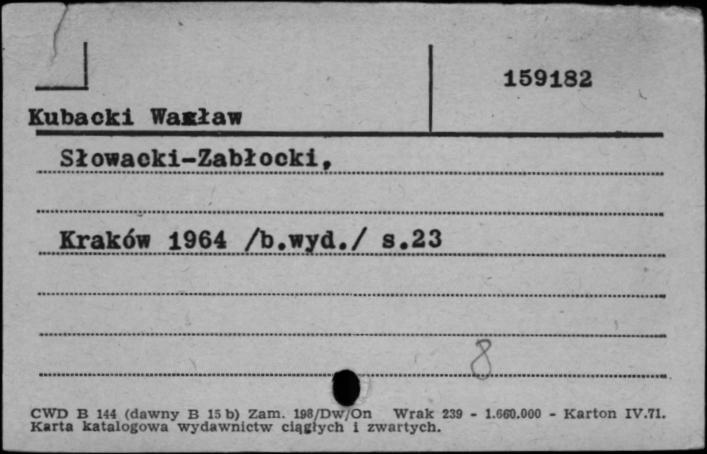 159182
Kubacki Wacław
Słowacki-Zabłocki,
Kraków 1964 /b.wyd./ s.23
8
CWD B 144 (dawny B 15 b) Zam. 198/Dw/On Wrak 239 - 1.660.000 - Karton IV.71.
Karta katalogowa wydawnictw ciągłych i zwartych.